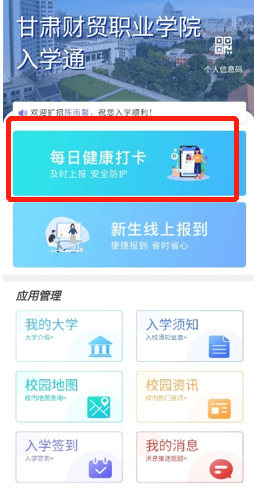 甘肃财贸职业学院
入学通
个人信息码
欢迎扩招陈雨馨，祝您入学顺利！
每日健康打卡
及时上报 安全防护
新生线上报到
便捷报到 省时省心
应用管理
我的大学
大学介绍>
入学须知
入校须知信息>
校园地图
校内地图查询>
校园资讯
校内热门资讯>
入学签到
入学签到>
我的消息
消息推送提醒>